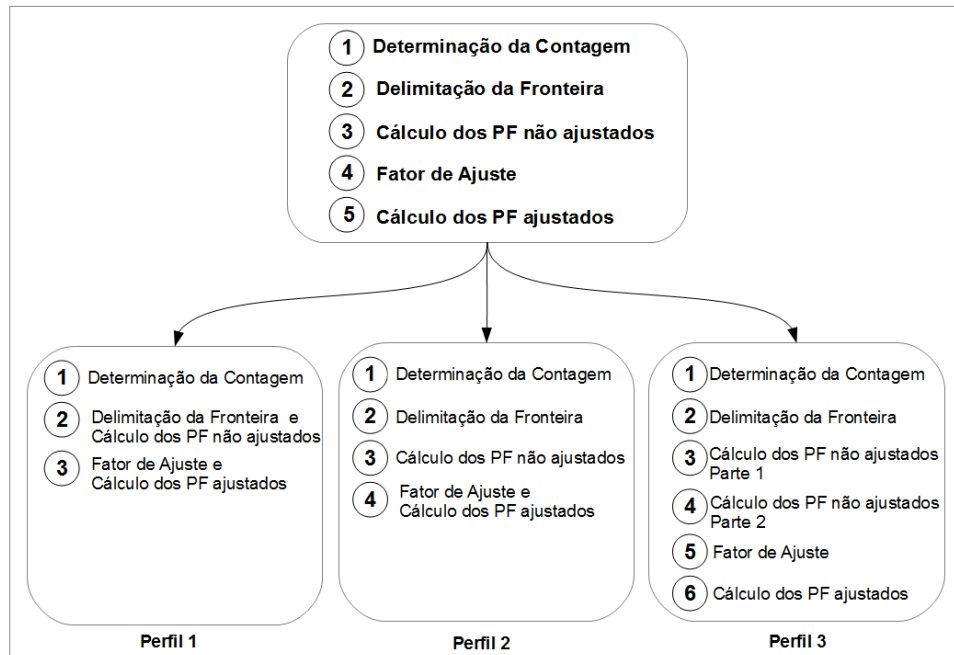 1 Determinação da Contagem
2 Delimitação da Fronteira
3 Cálculo dos PF não ajustados
4 Fator de Ajuste
5 Cálculo dos PF ajustados
1 Determinação da Contagem
2 Delimitação da Fronteira e
Cálculo dos PF não ajustados
3 Fator de Ajuste e
Cálculo dos PF ajustados
Perfil 1
1 Determinação da Contagem
2 Delimitação da Fronteira
3 Cálculo dos PF não ajustados
4 Fator de Ajuste e
Cálculo dos PF ajustados
Perfil 2
1 Determinação da Contagem
2 Delimitação da Fronteira
3 Cálculo dos PF não ajustados
Parte 1
4 Cálculo dos PF não ajustados
Parte 2
5 Fator de Ajuste
6 Cálculo dos PF ajustados
Perfil 3